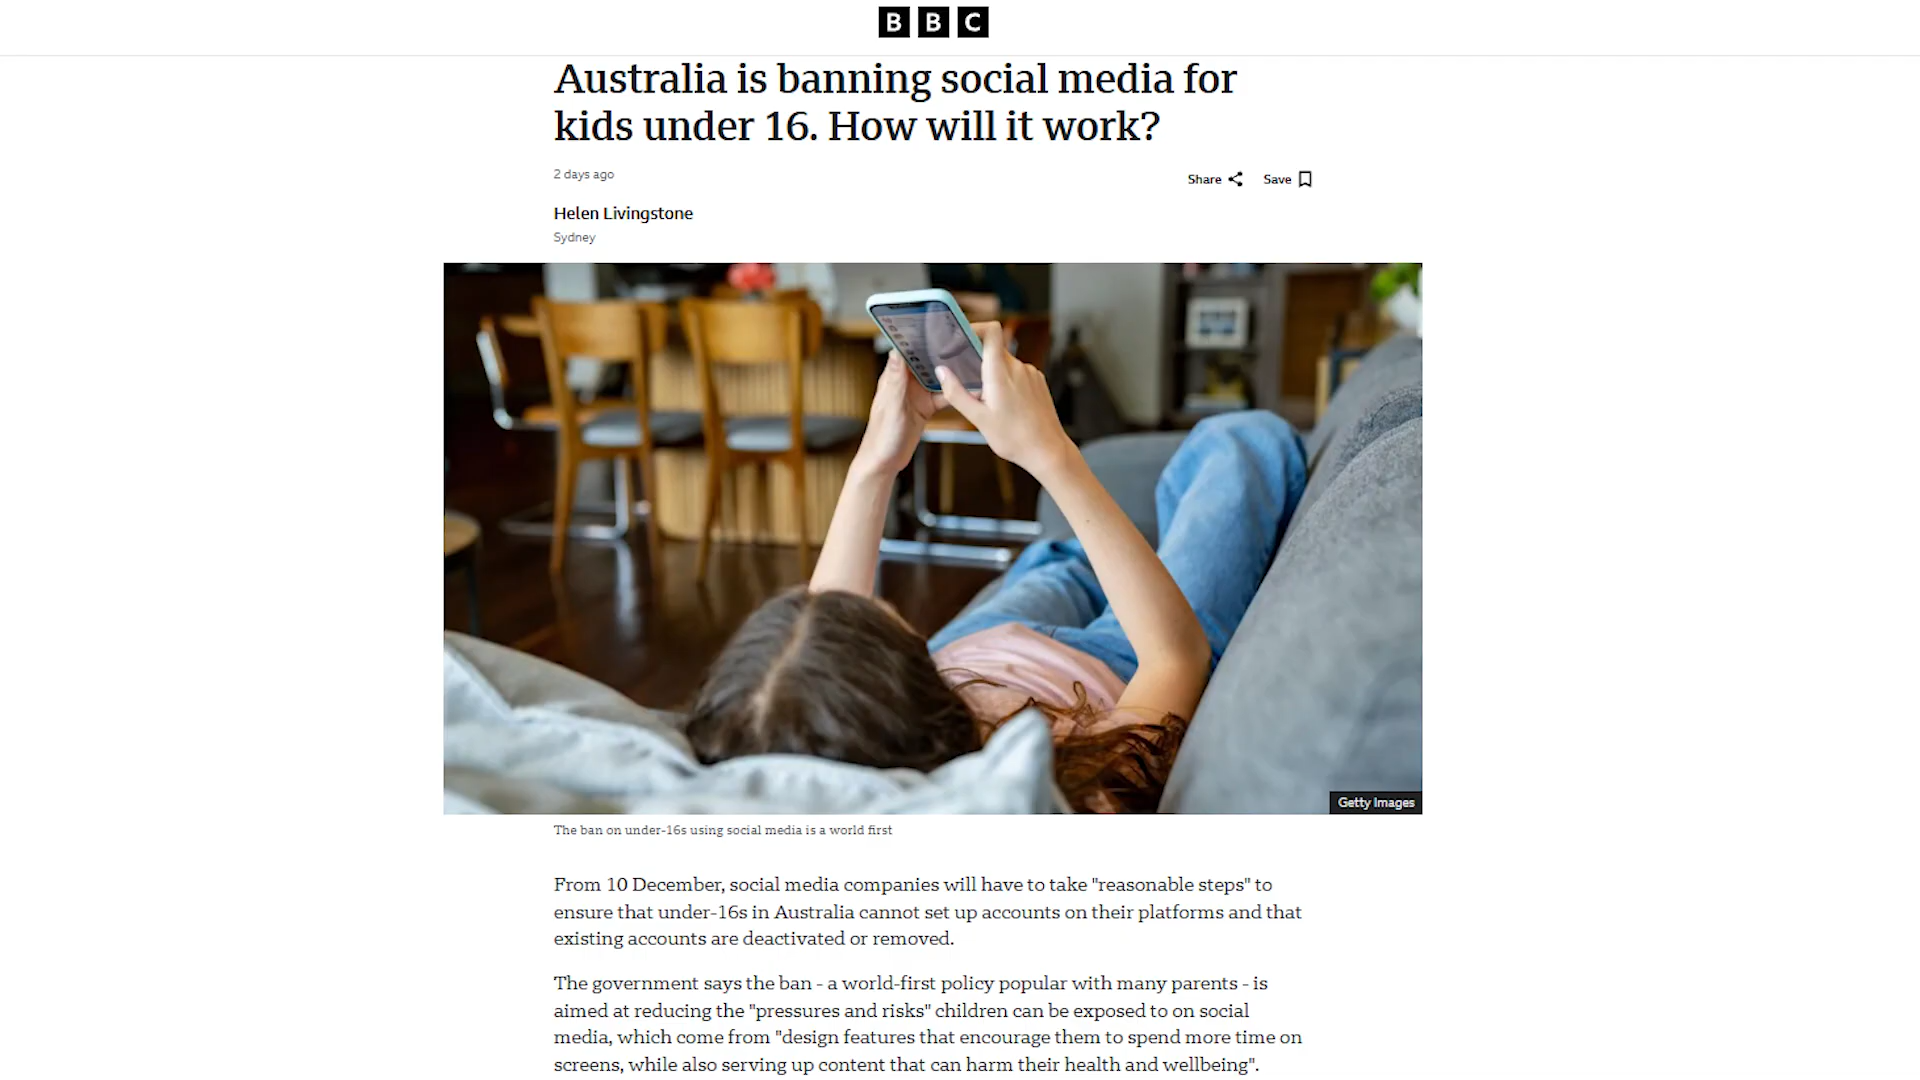 BBC
Australia is banning social media for
kids under 16. How will it work?
2 days ago
Share
Save
Helen Livingstone
Sydney
Getty Images
The ban on under-16s using social media is a world first
From 10 December, social media companies will have to take "reasonable steps" to
ensure that under-16s in Australia cannot set up accounts on their platforms and that
existing accounts are deactivated or removed.
The government says the ban - a world-first policy popular with many parents - is
aimed at reducing the "pressures and risks" children can be exposed to on social
media, which come from "design features that encourage them to spend more time on
screens, while also serving up content that can harm their health and wellbeing".